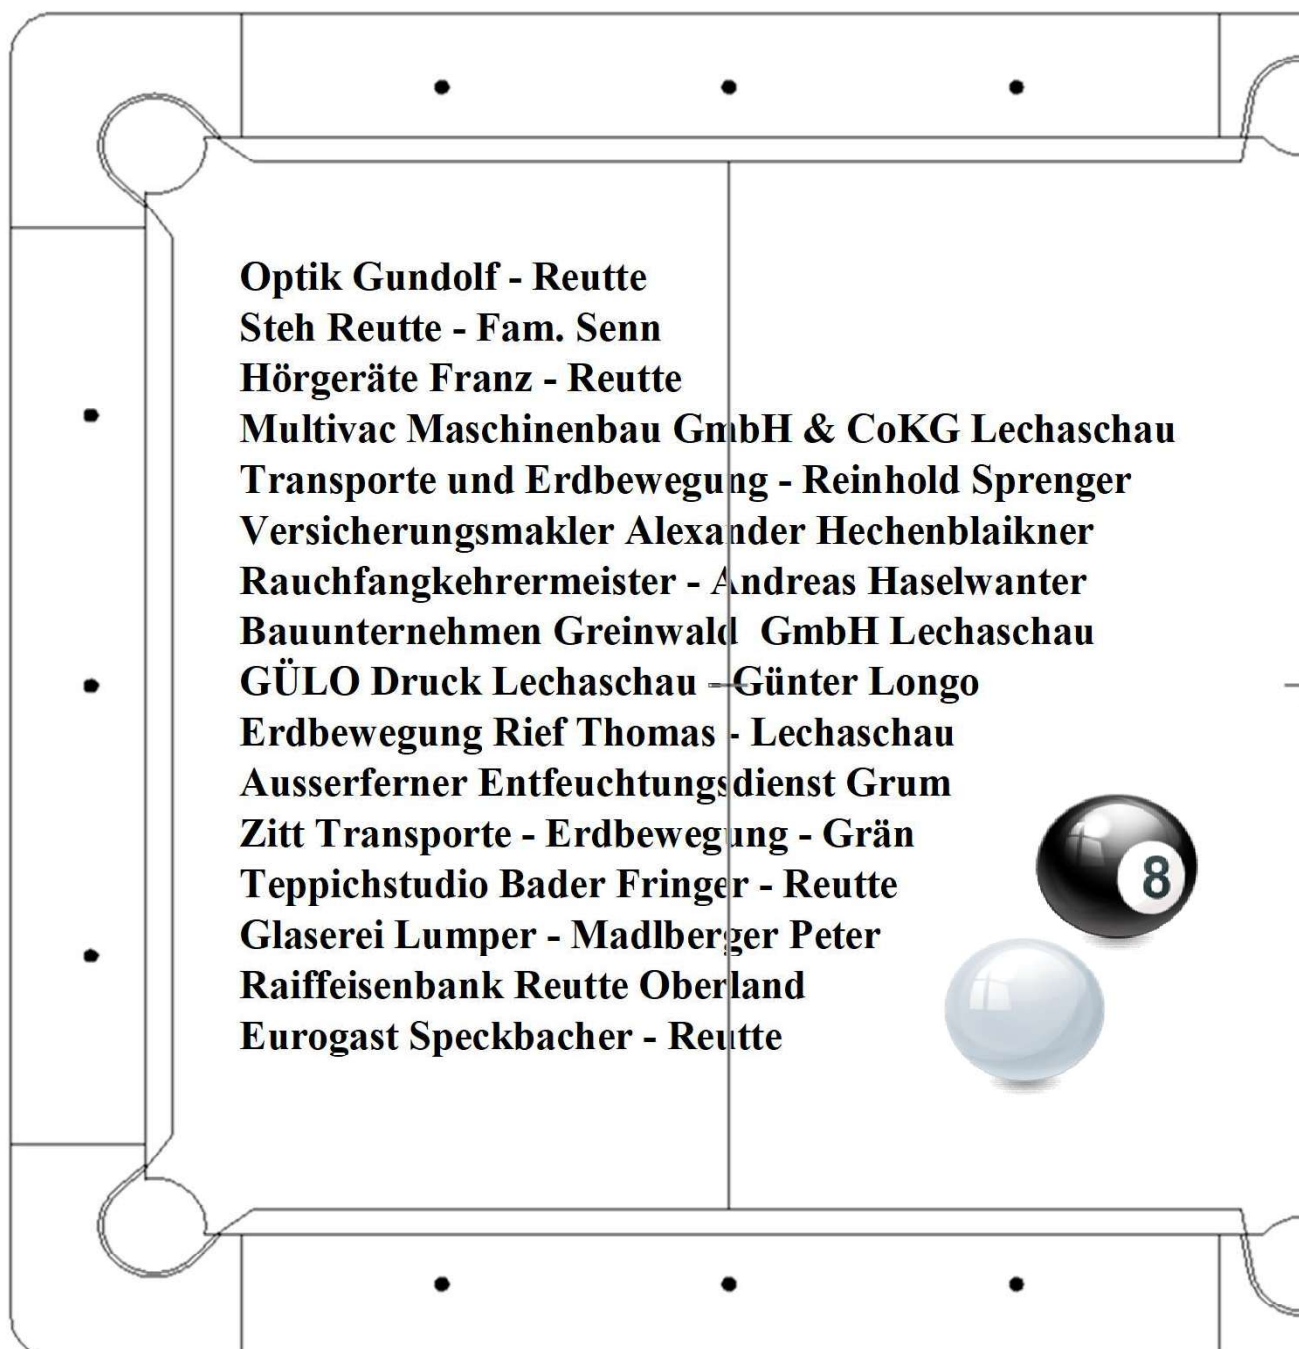 Optik Gundolf - Reutte
Steh Reutte - Fam. Senn
Hörgeräte Franz - Reutte
Multivac Maschinenbau GmbH & CoKG Lechaschau
Transporte und Erdbewegung - Reinhold Sprenger
Versicherungsmakler Alexander Hechenblaikner
Rauchfangkehrermeister - Andreas Haselwanter
Bauunternehmen Greinwald  GmbH Lechaschau
GÜLO Druck Lechaschau - Günter Longo
Erdbewegung Rief Thomas - Lechaschau
Ausserferner Entfeuchtungsdienst Grum
Zitt Transporte - Erdbewegung - Grän
Teppichstudio Bader Fringer - Reutte
Glaserei Lumper - Madlberger Peter
Raiffeisenbank Reutte Oberland
Eurogast Speckbacher - Reutte
8